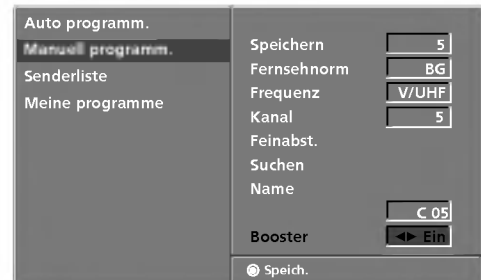 Auto programm.
Manuell programm.
Senderliste
Meine programme
Speichern 5
Fernsehnorm BG
Frequenz V/UHF
Kanal 5
Feinabst.
Suchen
Name
C 05
Booster ◀▶ Ein
Speich.